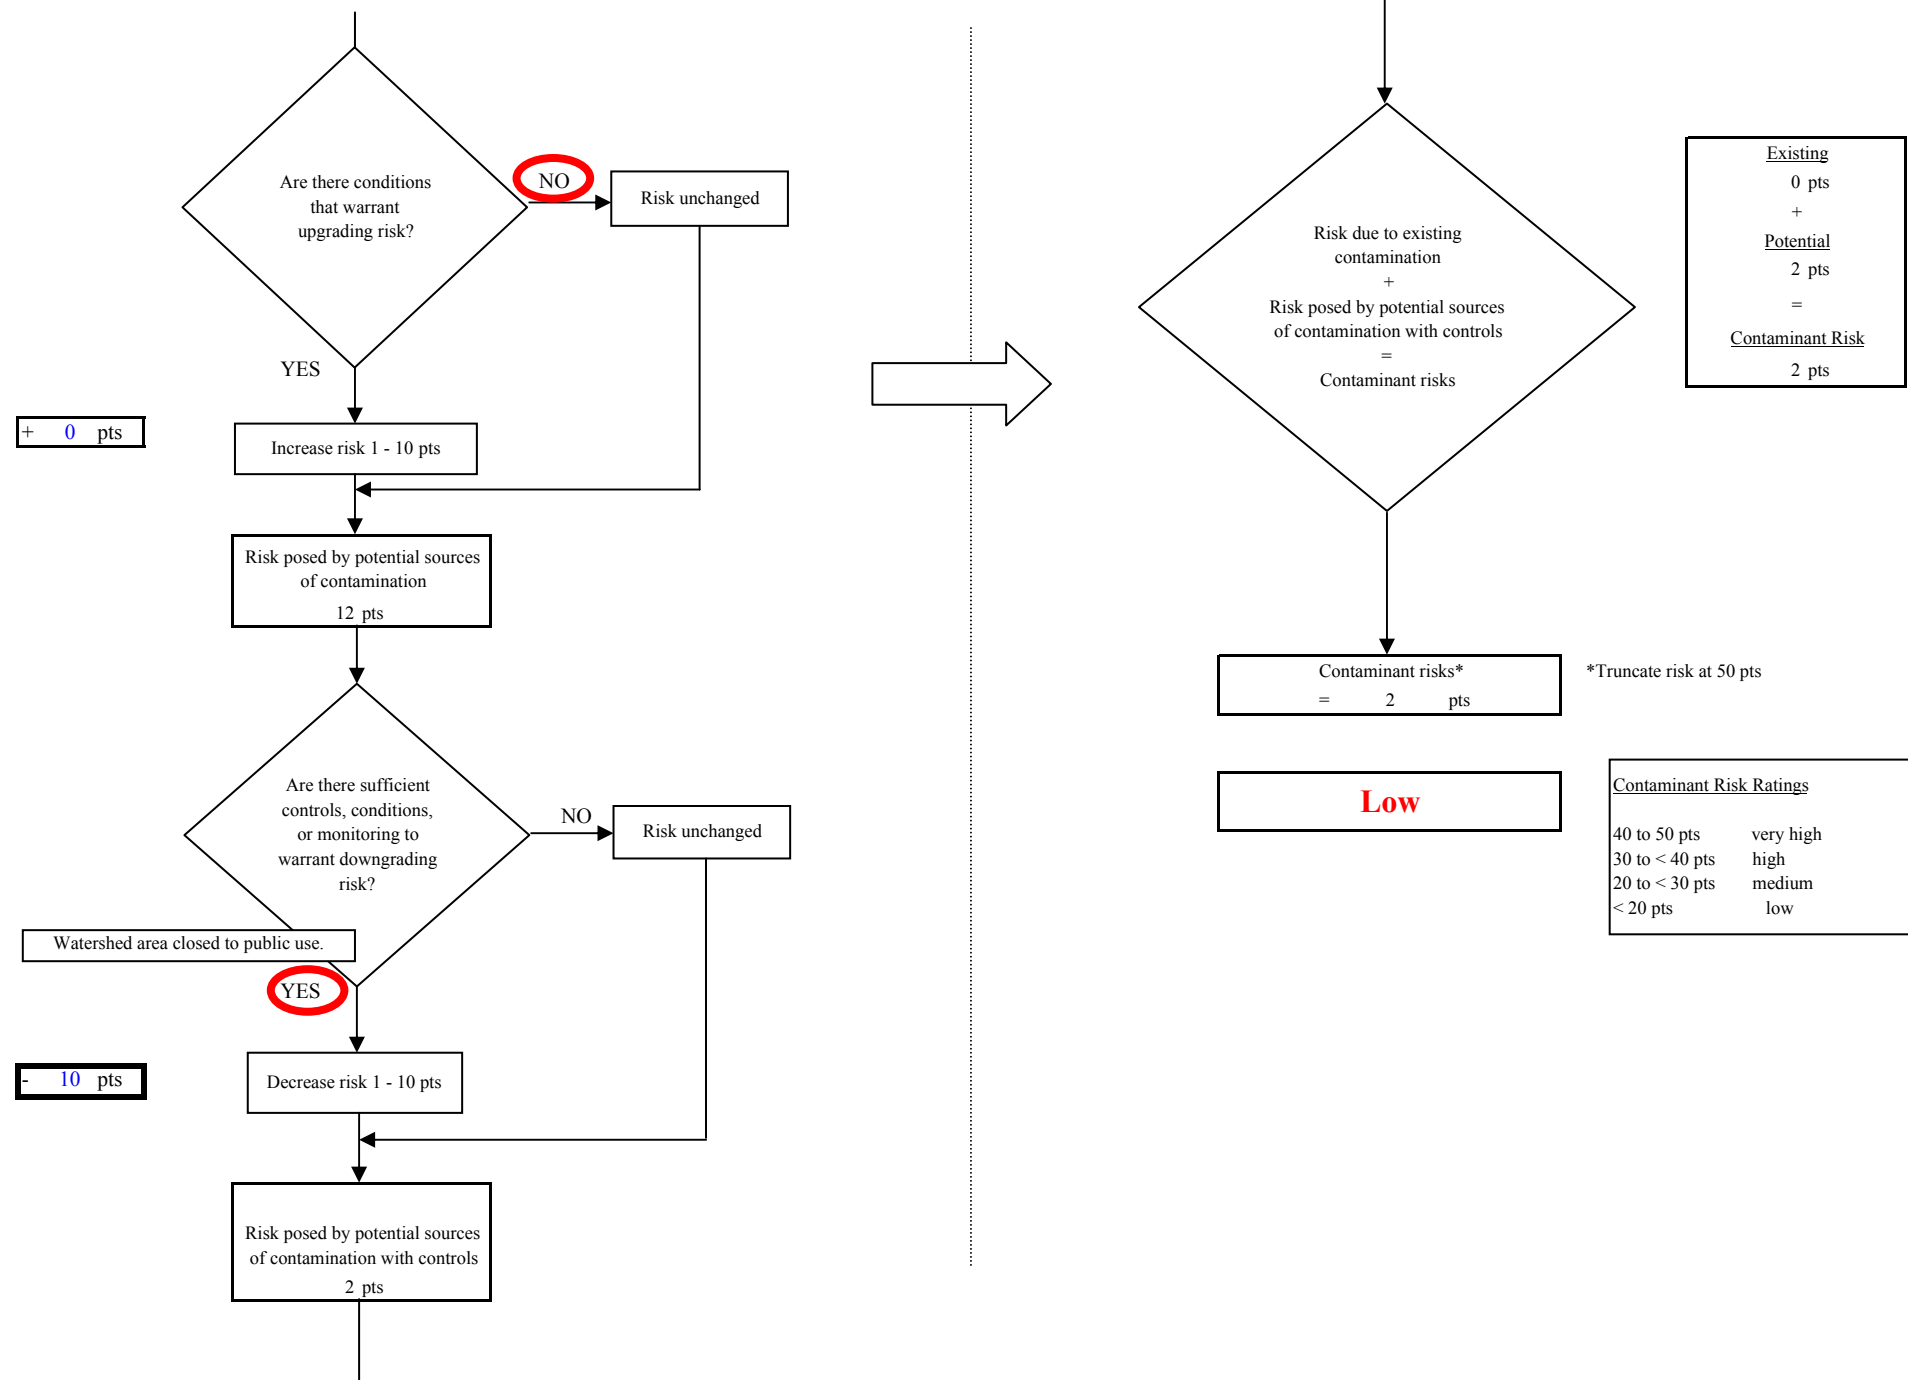 Are there conditions
that warrant
upgrading risk?
NO
Risk unchanged
YES
+ 0 pts
Increase risk 1 - 10 pts
Risk posed by potential sources
of contamination
12 pts
Are there sufficient
controls, conditions,
or monitoring to
warrant downgrading
risk?
NO
Risk unchanged
Watershed area closed to public use.
YES
- 10 pts
Decrease risk 1 - 10 pts
Risk posed by potential sources
of contamination with controls
2 pts
Risk due to existing
contamination
+
Risk posed by potential sources
of contamination with controls
=
Contaminant risks
Existing
0 pts
+
Potential
2 pts
=
Contaminant Risk
2 pts
Contaminant risks*
= 2 pts
*Truncate risk at 50 pts
Low
Contaminant Risk Ratings
40 to 50 pts very high
30 to < 40 pts high
20 to < 30 pts medium
< 20 pts low